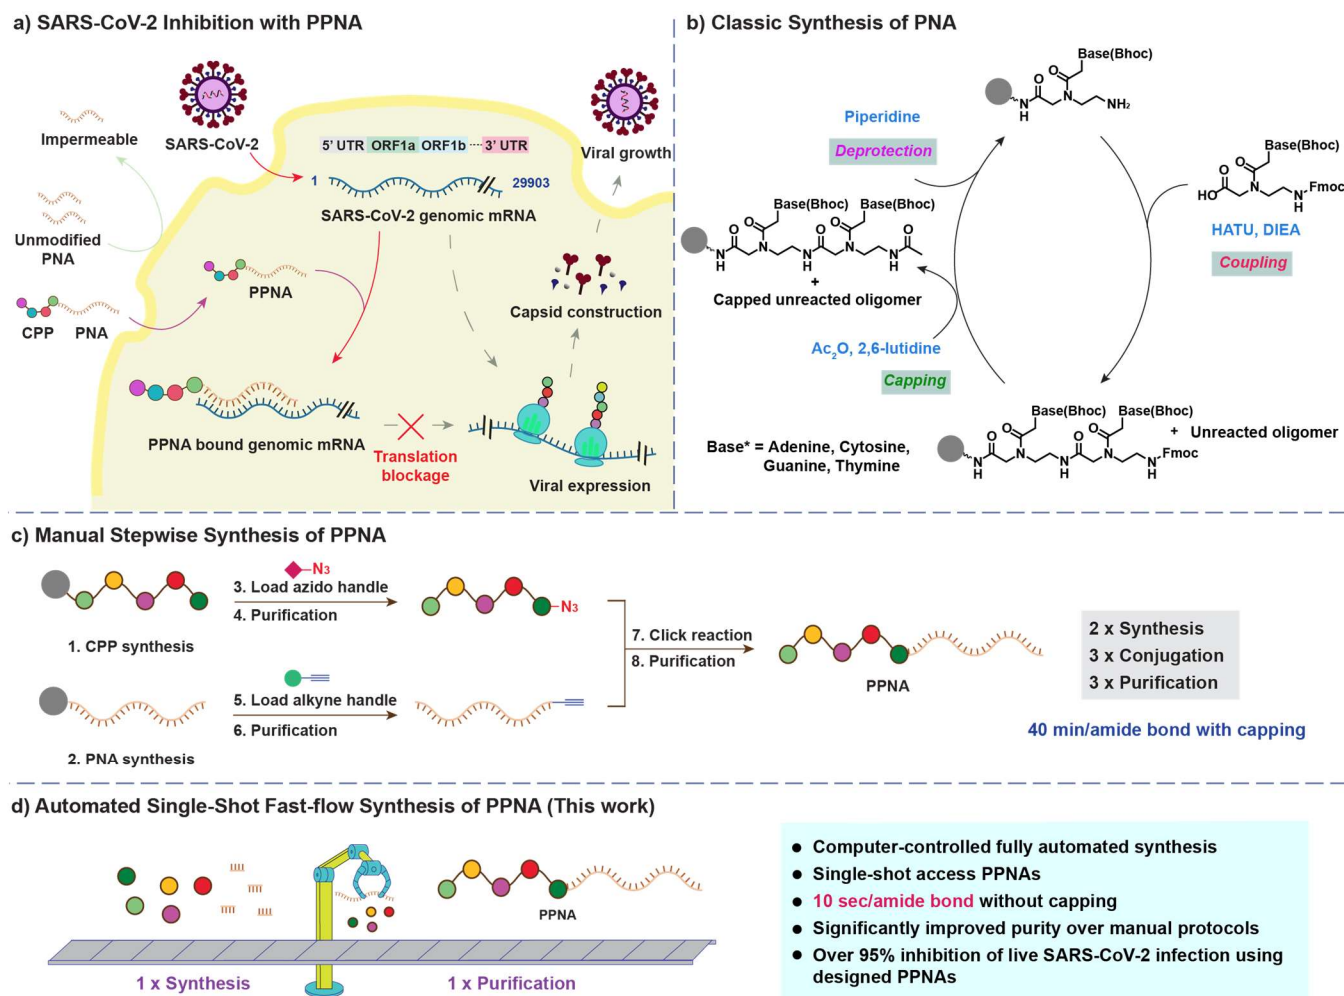 a) SARS-CoV-2 Inhibition with PPNA
Impermeable
SARS-CoV-2
5' UTR ORF1a ORF1b 3' UTR
Viral growth
1
29903
SARS-CoV-2 genomic mRNA
Unmodified
PNA
PPNA
CPP PNA
Capsid construction
PPNA bound genomic mRNA
Translation
blockage
Viral expression
b) Classic Synthesis of PNA
Base(Bhoc)
O
O
N
H
N
NH₂
Piperidine
Deprotection
Base(Bhoc)
O
O
HO
N
N
H
Fmoc
HATU, DIEA
Coupling
Base(Bhoc) Base(Bhoc)
O
O
O
O
O
N
H
N
N
H
N
N
H
+
Capped unreacted oligomer
Ac₂O, 2,6-lutidine
Capping
Base(Bhoc) Base(Bhoc)
O
O
O
O
N
H
N
N
H
N
N
H
Fmoc
+ Unreacted oligomer
Base* = Adenine, Cytosine,
Guanine, Thymine
c) Manual Stepwise Synthesis of PPNA
N₃
3. Load azido handle
4. Purification
N₃
1. CPP synthesis
7. Click reaction
8. Purification
PPNA
2 x Synthesis
3 x Conjugation
3 x Purification
5. Load alkyne handle
6. Purification
2. PNA synthesis
40 min/amide bond with capping
d) Automated Single-Shot Fast-flow Synthesis of PPNA (This work)
PPNA
1 x Synthesis
1 x Purification
● Computer-controlled fully automated synthesis
● Single-shot access PPNAs
● 10 sec/amide bond without capping
● Significantly improved purity over manual protocols
● Over 95% inhibition of live SARS-CoV-2 infection using
designed PPNAs